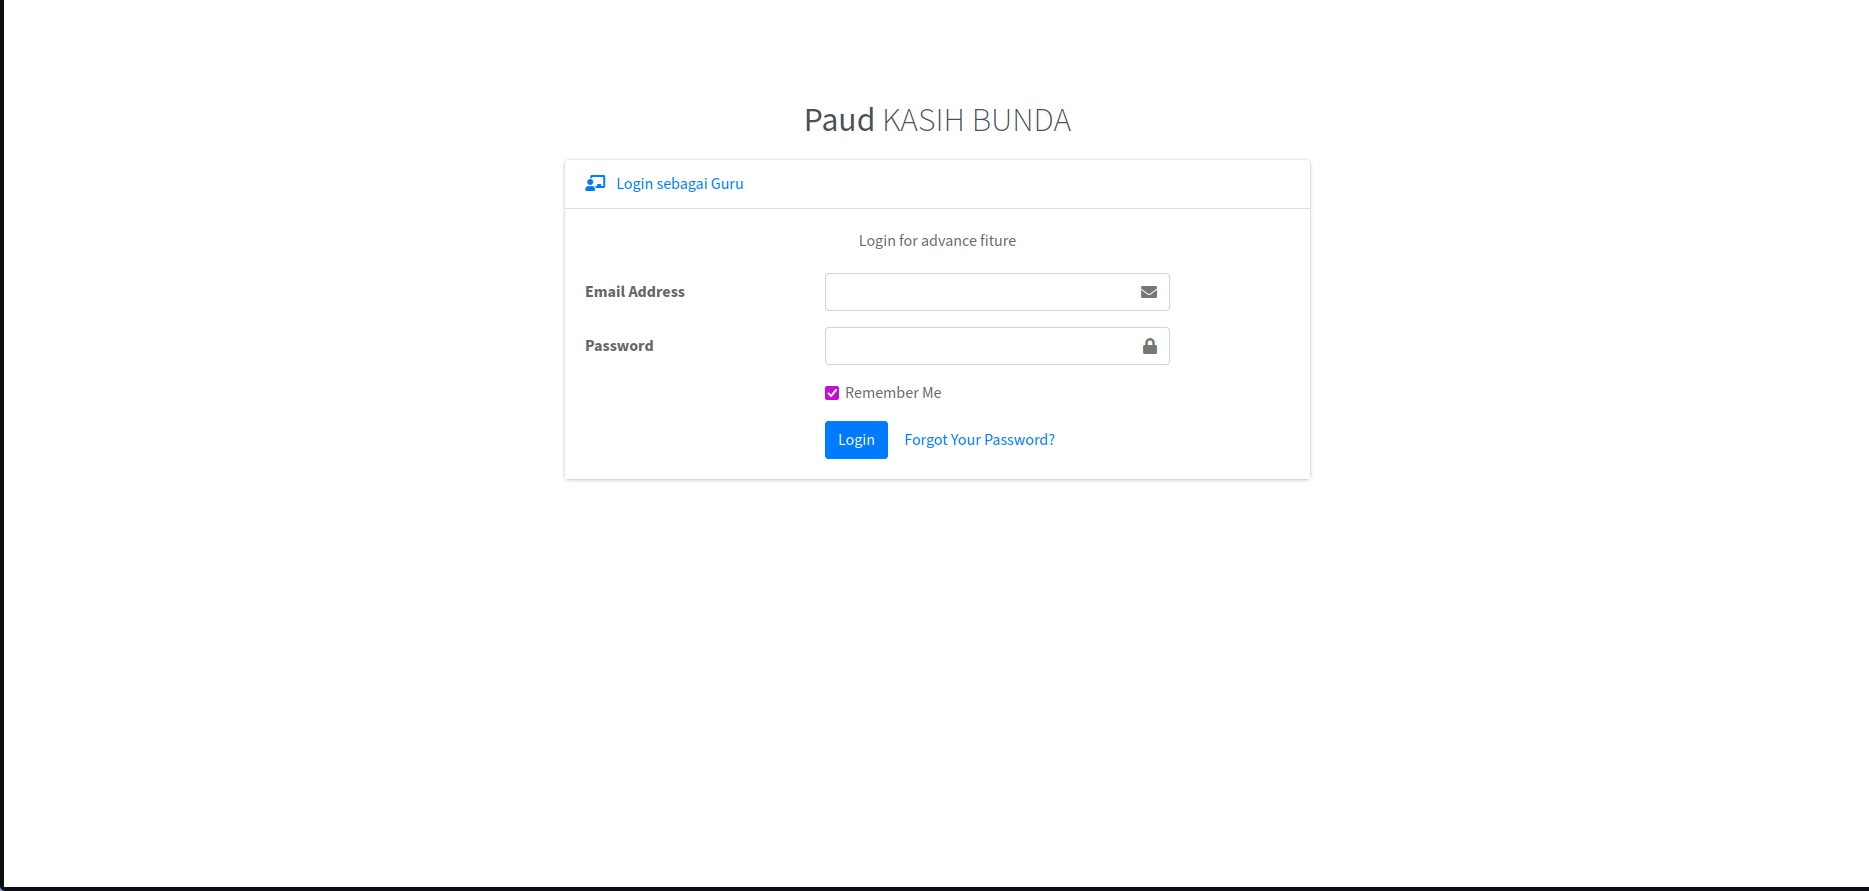 Paud KASIH BUNDA
Login sebagai Guru
Login for advance fiture
Email Address
Password
Remember Me
Login Forgot Your Password?